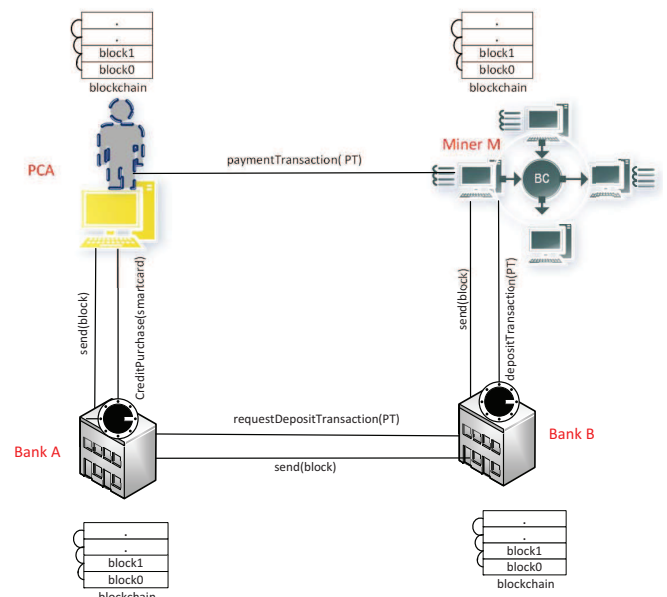 .
.
block1
block0
blockchain
.
.
block1
block0
blockchain
PCA
paymentTransaction( PT)
Miner M
BC
send(block)
CreditPurchase(smartcard)
send(block)
depositTransaction(PT)
Bank A
requestDepositTransaction(PT)
send(block)
Bank B
.
.
block1
block0
blockchain
.
.
block1
block0
blockchain